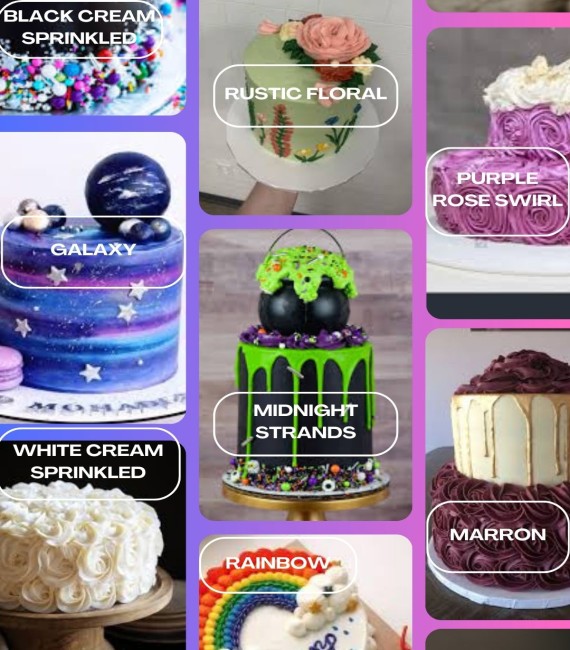 BLACK CREAM
SPRINKLED
GALAXY
WHITE CREAM
SPRINKLED
RUSTIC FLORAL
MIDNIGHT
STRANDS
RAINBOW
PURPLE
ROSE SWIRL
MARRON